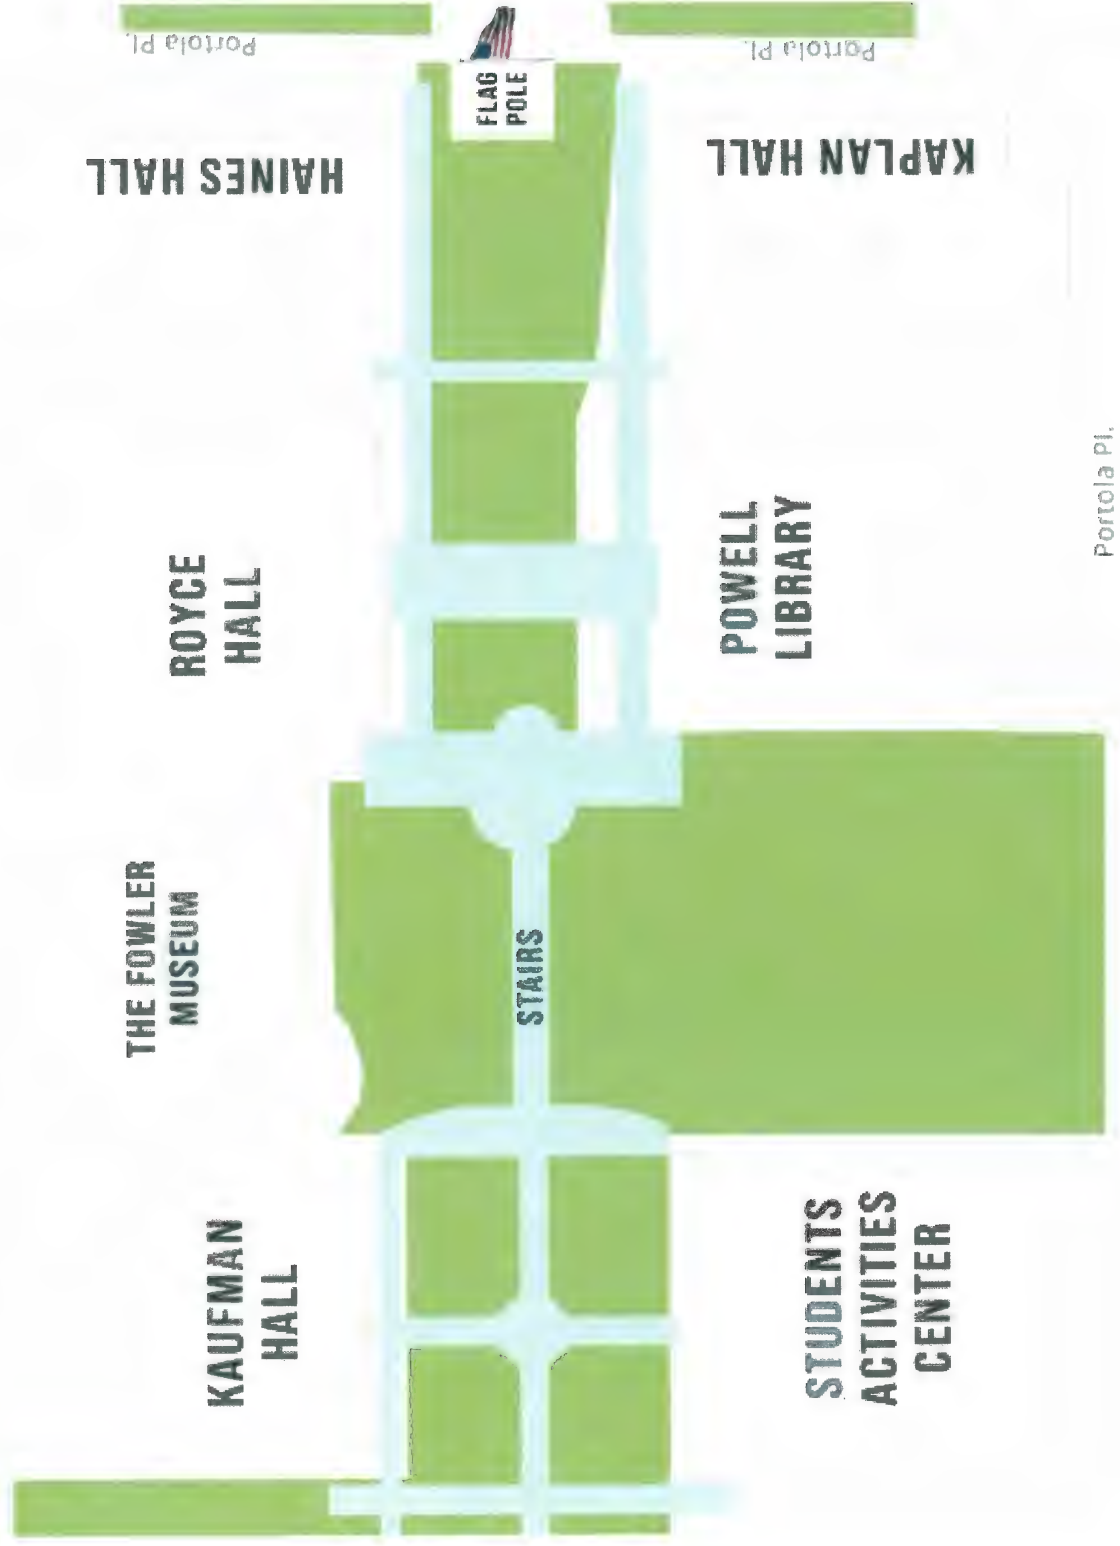 Portola Pl.
Portola Pl.
FLAG
POLE
HAINES HALL
KAPLAN HALL
ROYCE
HALL
POWELL
LIBRARY
Portola Pl.
THE FOWLER
MUSEUM
STAIRS
KAUFMAN
HALL
STUDENTS
ACTIVITIES
CENTER